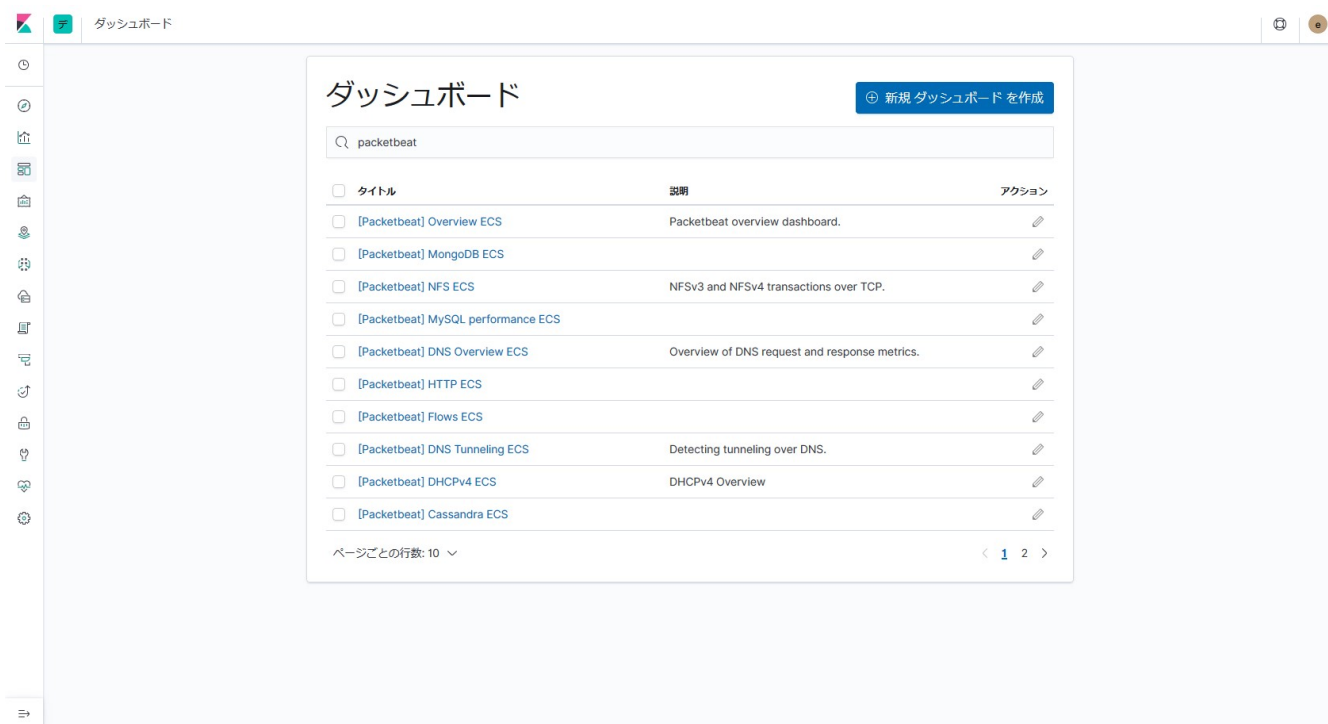 デ ダッシュボード e
ダッシュボード
新規 ダッシュボード を作成
packetbeat
タイトル 説明 アクション
[Packetbeat] Overview ECS Packetbeat overview dashboard.
[Packetbeat] MongoDB ECS
[Packetbeat] NFS ECS NFSv3 and NFSv4 transactions over TCP.
[Packetbeat] MySQL performance ECS
[Packetbeat] DNS Overview ECS Overview of DNS request and response metrics.
[Packetbeat] HTTP ECS
[Packetbeat] Flows ECS
[Packetbeat] DNS Tunneling ECS Detecting tunneling over DNS.
[Packetbeat] DHCPv4 ECS DHCPv4 Overview
[Packetbeat] Cassandra ECS
ページごとの行数: 10 1 2